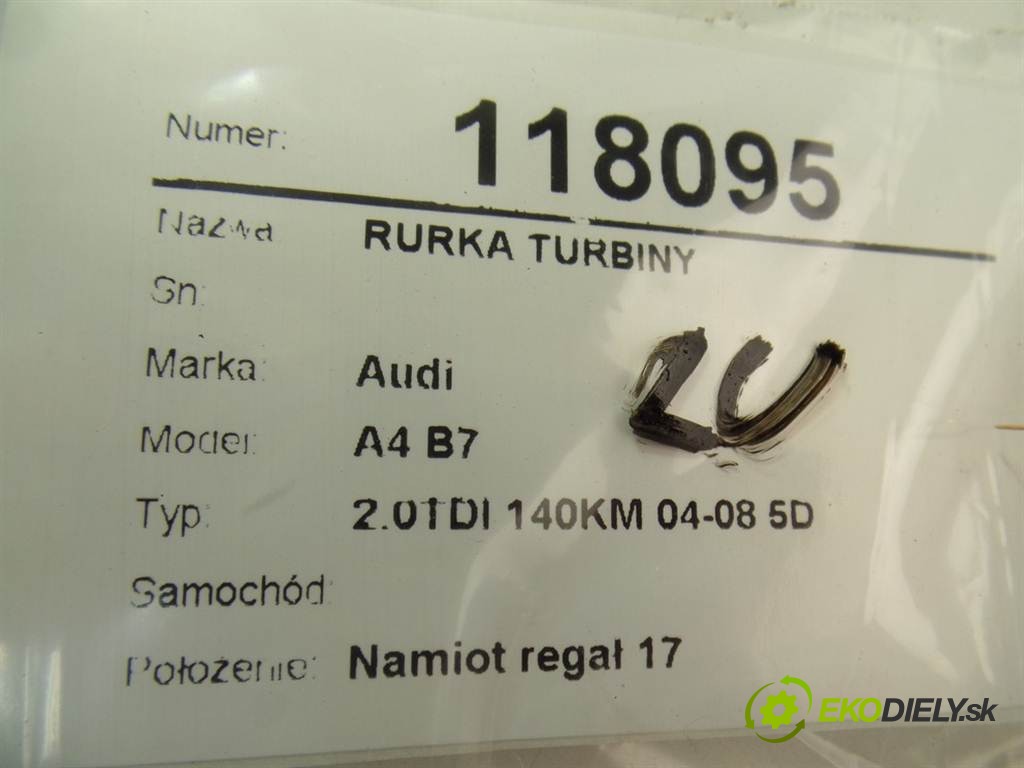 Numer: 118095
Nazwa RURKA TURBINY
Sn:
Marka: Audi
Model: A4 B7
Typ: 2.0TDI 140KM 04-08 5D
Samochód:
Położenie: Namiot regał 17
EKODIELY.sk